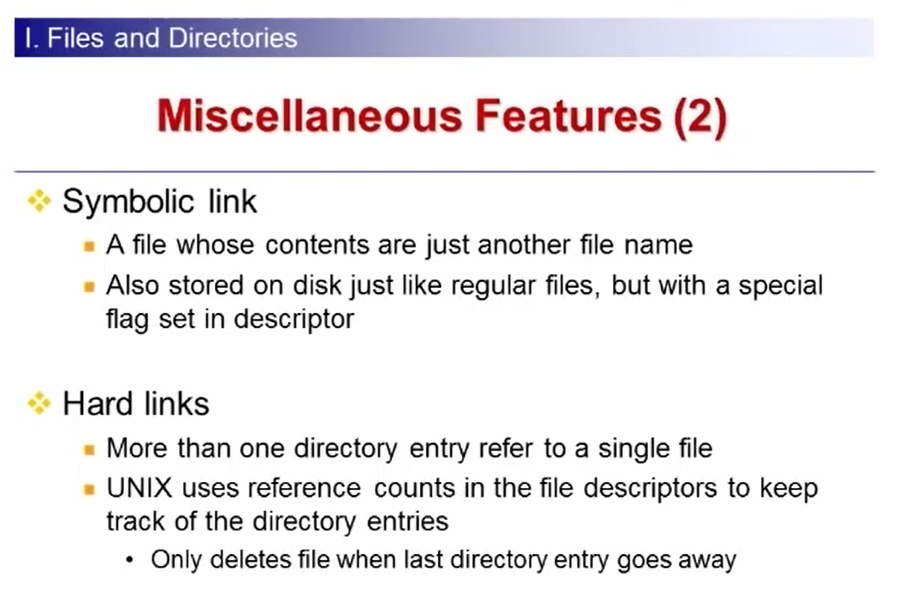 I. Files and Directories
Miscellaneous Features (2)
Symbolic link
A file whose contents are just another file name
Also stored on disk just like regular files, but with a special
flag set in descriptor
Hard links
More than one directory entry refer to a single file
UNIX uses reference counts in the file descriptors to keep
track of the directory entries
• Only deletes file when last directory entry goes away